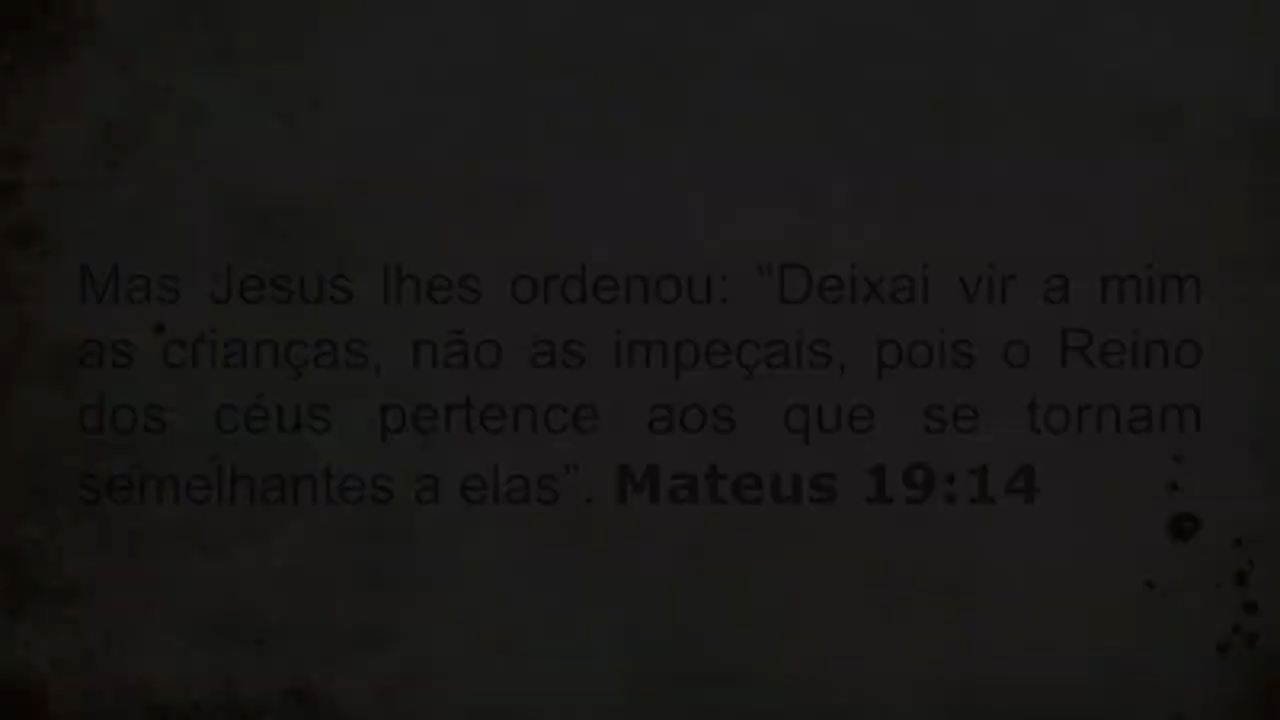 Mas Jesus lhes ordenou: "Deixai vir a mim
as crianças, não as impeçais, pois o Reino
dos céus pertence aos que se tornam
semelhantes a elas". Mateus 19:14